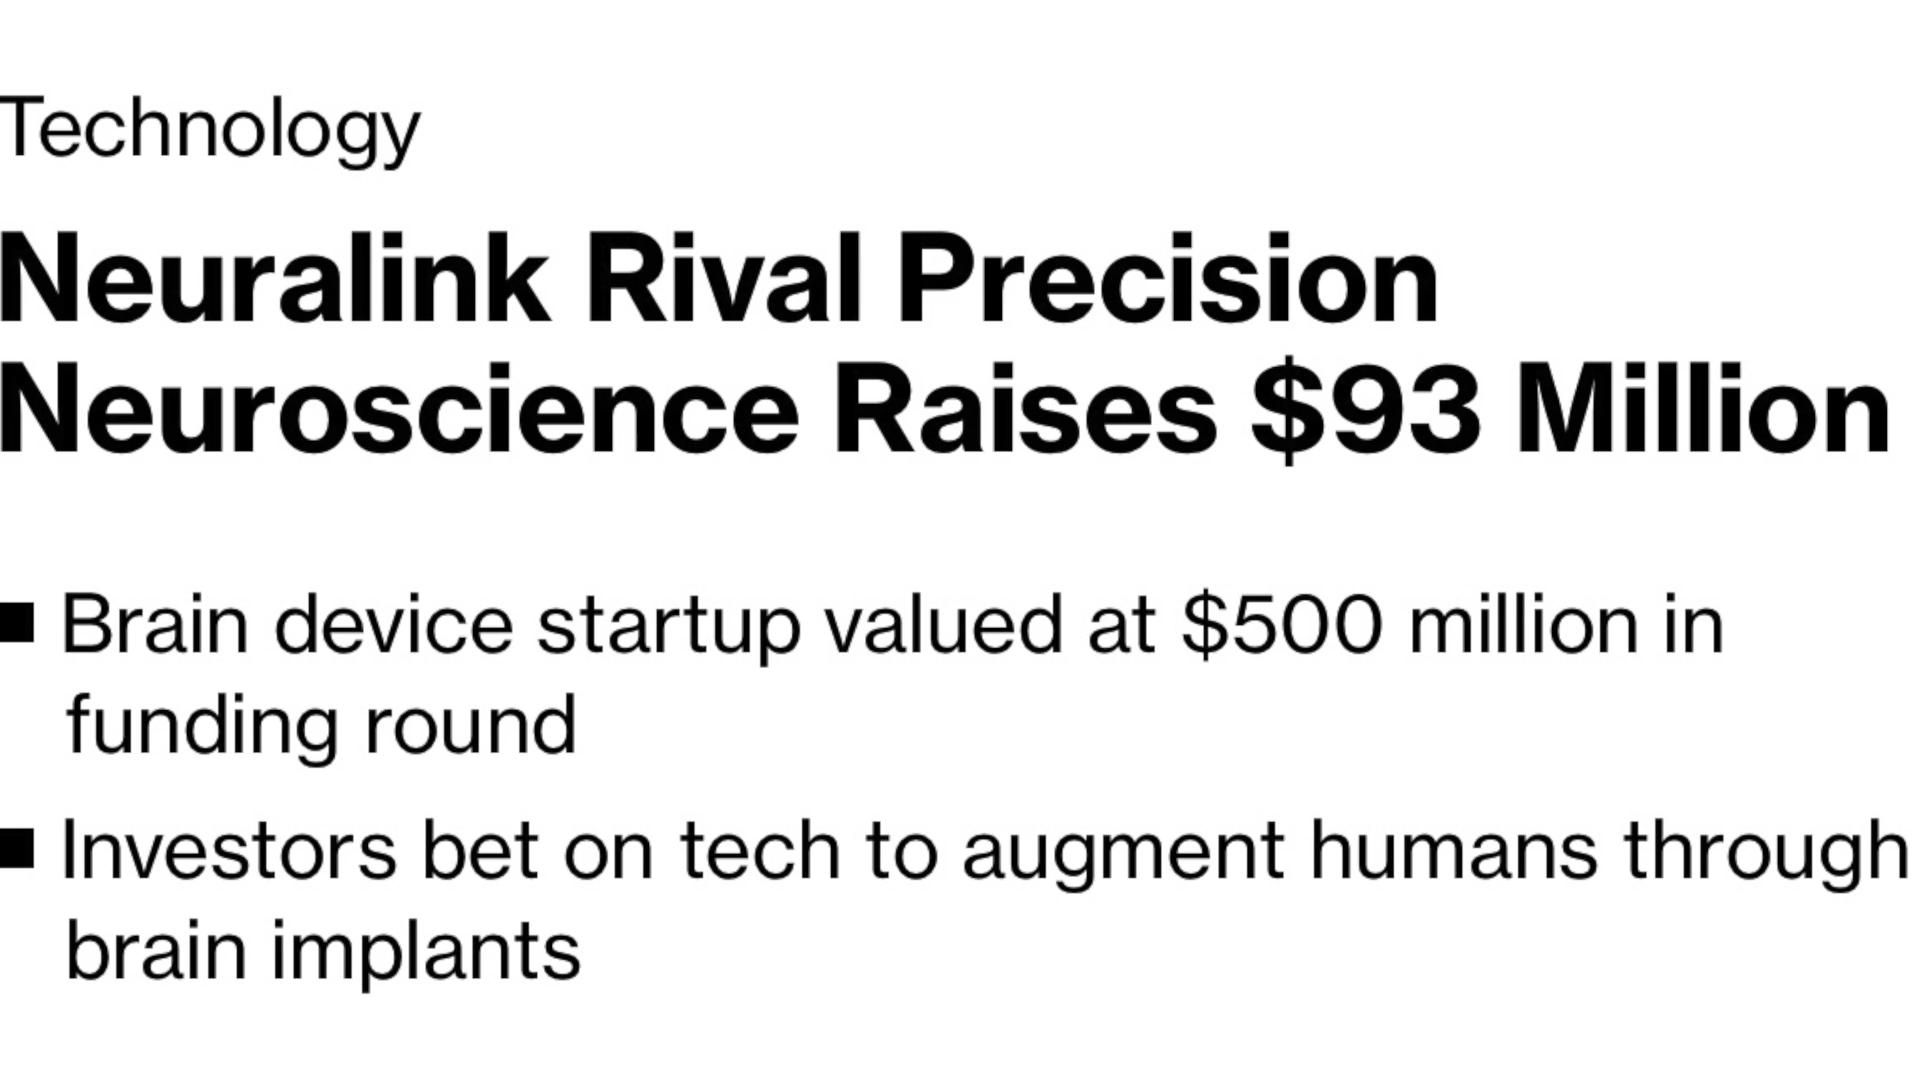 Technology
Neuralink Rival Precision
Neuroscience Raises $93 Million
■ Brain device startup valued at $500 million in
funding round
■ Investors bet on tech to augment humans through
brain implants